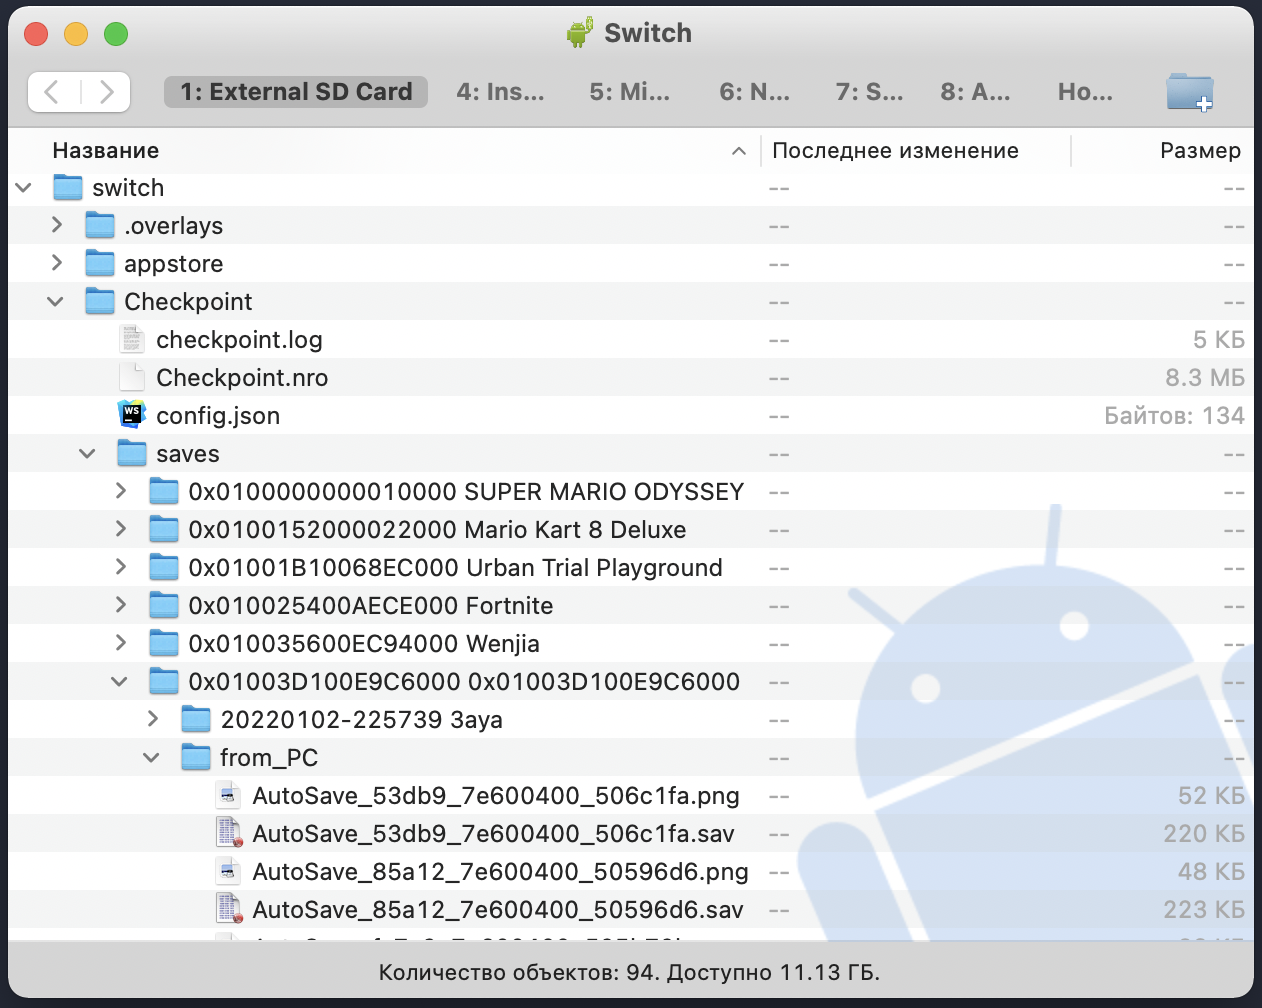 Switch
1: External SD Card 4: Ins... 5: Mi... 6: N... 7: S... 8: A... Ho...
Название Последнее изменение Размер
switch -- --
.overlays -- --
appstore -- --
Checkpoint -- --
checkpoint.log -- 5 КБ
Checkpoint.nro -- 8.3 МБ
WS config.json -- Байтов: 134
saves -- --
0x0100000000010000 SUPER MARIO ODYSSEY -- --
0x0100152000022000 Mario Kart 8 Deluxe -- --
0x01001B10068EC000 Urban Trial Playground -- --
0x010025400AECE000 Fortnite -- --
0x010035600EC94000 Wenjia -- --
0x01003D100E9C6000 0x01003D100E9C6000 -- --
20220102-225739 3aya -- --
from_PC -- --
AutoSave_53db9_7e600400_506c1fa.png -- 52 КБ
AutoSave_53db9_7e600400_506c1fa.sav -- 220 КБ
AutoSave_85a12_7e600400_50596d6.png -- 48 КБ
AutoSave_85a12_7e600400_50596d6.sav -- 223 КБ
Количество объектов: 94. Доступно 11.13 ГБ.